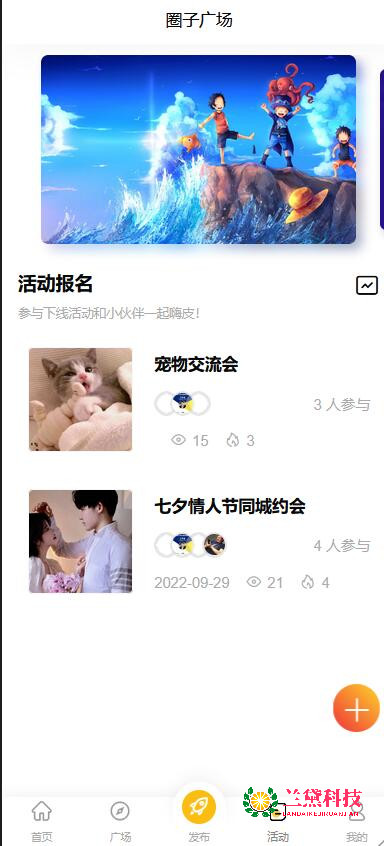 圈子广场
活动报名
参与下线活动和小伙伴一起嗨皮！
宠物交流会
3 人参与
15 3
七夕情人节同城约会
4 人参与
2022-09-29 21 4
兰黛科技
LANDAIKEJIRUANJIAN
首页 广场 发布 活动 我的